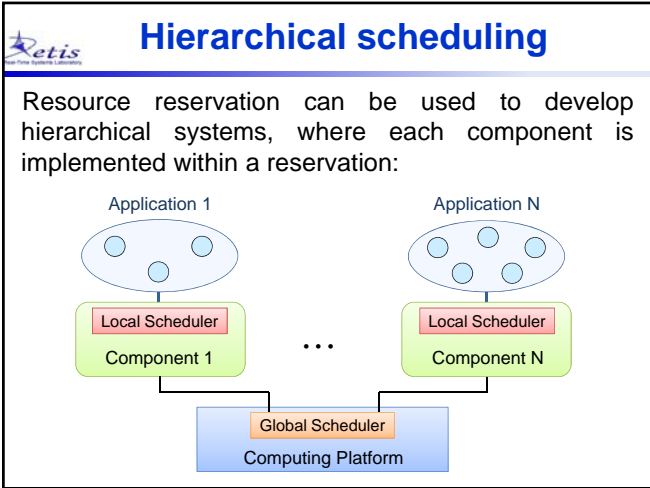 Retis
Real-Time Systems Laboratory
Hierarchical scheduling
Resource reservation can be used to develop
hierarchical systems, where each component is
implemented within a reservation:
Application 1
Application N
Local Scheduler
Local Scheduler
Component 1
...
Component N
Global Scheduler
Computing Platform